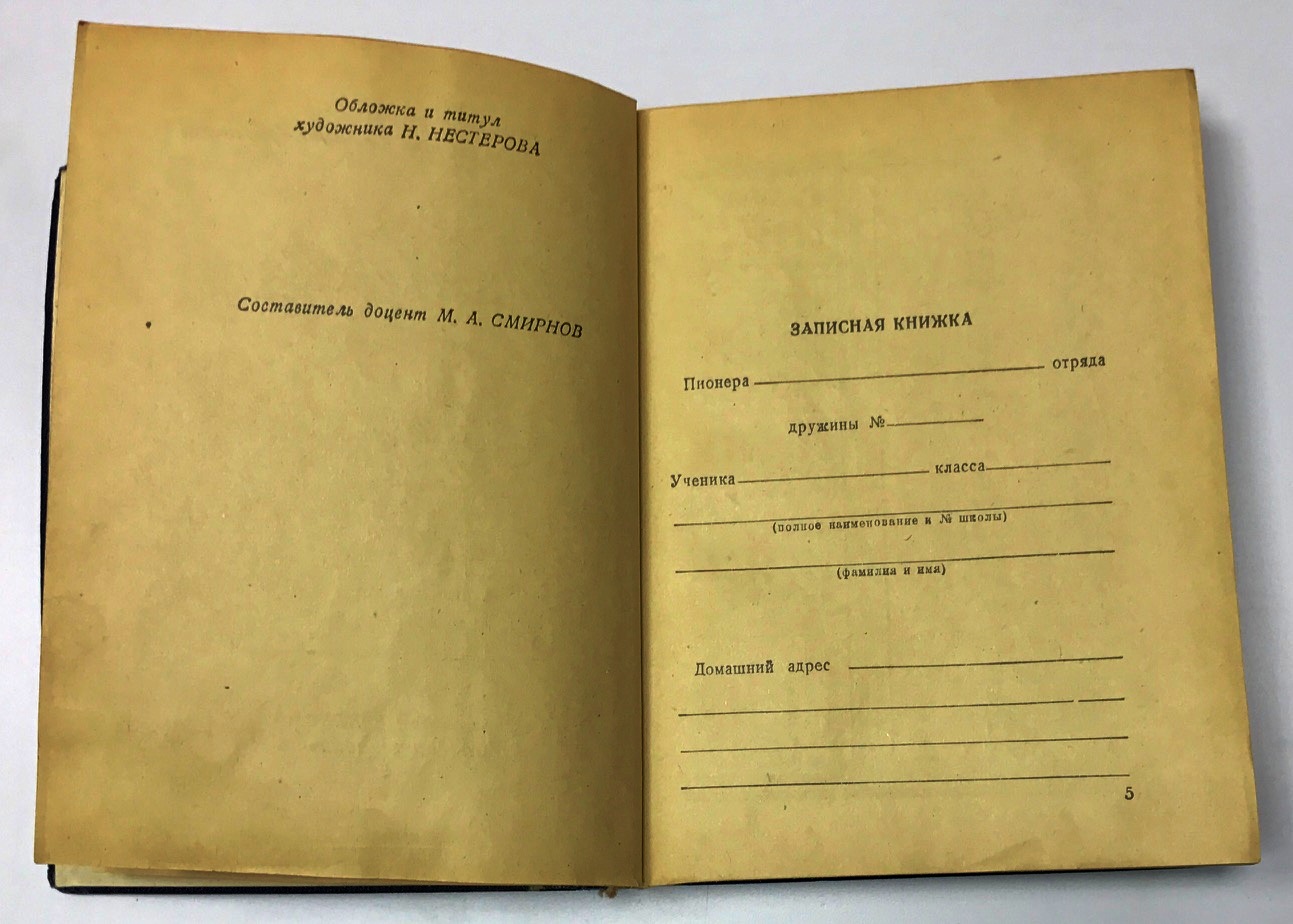 Обложка и титул
художника Н. НЕСТЕРОВА
Составитель доцент М. А. СМИРНОВ
ЗАПИСНАЯ КНИЖКА
Пионера отряда
дружины №
Ученика класса
(полное наименование и № школы)
(фамилия и имя)
Домашний адрес
5